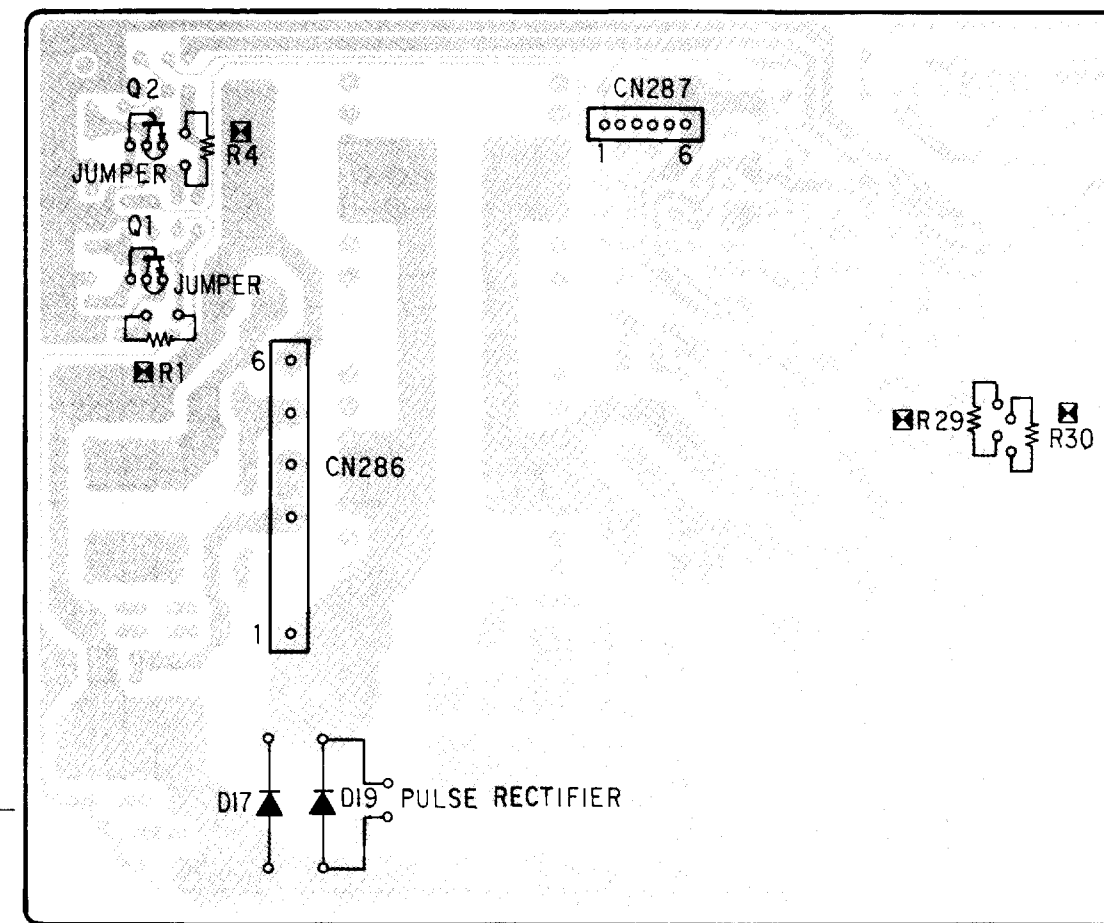 Q2
CN287
1 6
R4
JUMPER
Q1
JUMPER
R1
6
CN286
1
R29
R30
D17
D19 PULSE RECTIFIER